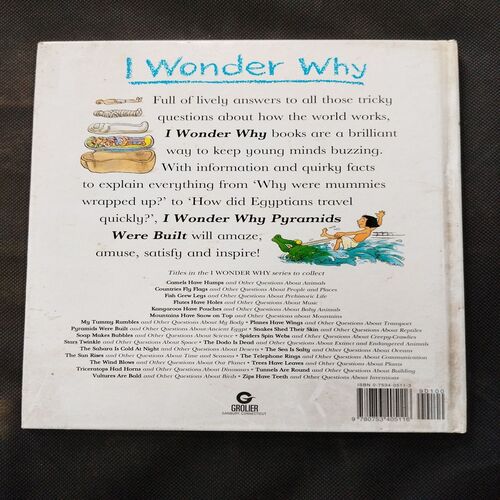 I Wonder Why
Full of lively answers to all those tricky
questions about how the world works,
I Wonder Why books are a brilliant
way to keep young minds buzzing.
With information and quirky facts
to explain everything from ‘Why were mummies
wrapped up?’ to ‘How did Egyptians travel
quickly?’, I Wonder Why Pyramids
Were Built will amaze,
amuse, satisfy and inspire!
Titles in the I WONDER WHY series to collect
Camels Have Humps and Other Questions About Animals
Countries Fly Flags and Other Questions About People and Places
Fish Grew Legs and Other Questions About Prehistoric Life
Flutes Have Holes and Other Questions About Music
Kangaroos Have Pouches and Other Questions About Baby Animals
Mountains Have Snow on Top and Other Questions About Mountains
My Tummy Rumbles and Other Questions About My Body • Planes Have Wings and Other Questions About Transport
Pyramids Were Built and Other Questions About Ancient Egypt • Snakes Shed Their Skin and Other Questions About Reptiles
Soap Makes Bubbles and Other Questions About Science • Spiders Spin Webs and Other Questions About Creepy-Crawlies
Stars Twinkle and Other Questions About Space • The Dodo Is Dead and Other Questions About Extinct and Endangered Animals
The Sahara Is Cold At Night and Other Questions About Deserts • The Sea Is Salty and Other Questions About Oceans
The Sun Rises and Other Questions About Time and Seasons • The Telephone Rings and Other Questions About Communication
The Wind Blows and Other Questions About Our Planet • Trees Have Leaves and Other Questions About Plants
Triceratops Had Horns and Other Questions About Dinosaurs • Tunnels Are Round and Other Questions About Building
Vultures Are Bald and Other Questions About Birds • Zips Have Teeth and Other Questions About Inventions
GROLIER
DANBURY, CONNECTICUT
ISBN 0-7534-0511-3
90100
9 780753 405116